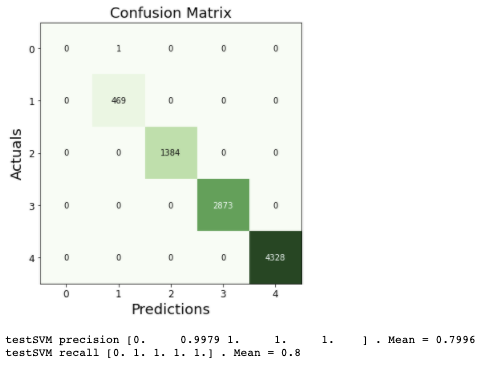 Confusion Matrix
0 0 1 0 0 0
1 0 469 0 0 0
2 0 0 1384 0 0
3 0 0 0 2873 0
4 0 0 0 0 4328
0 1 2 3 4
Actuals
Predictions
testSVM precision [0. 0.9979 1. 1. 1. ] . Mean = 0.7996
testSVM recall [0. 1. 1. 1. 1.] . Mean = 0.8